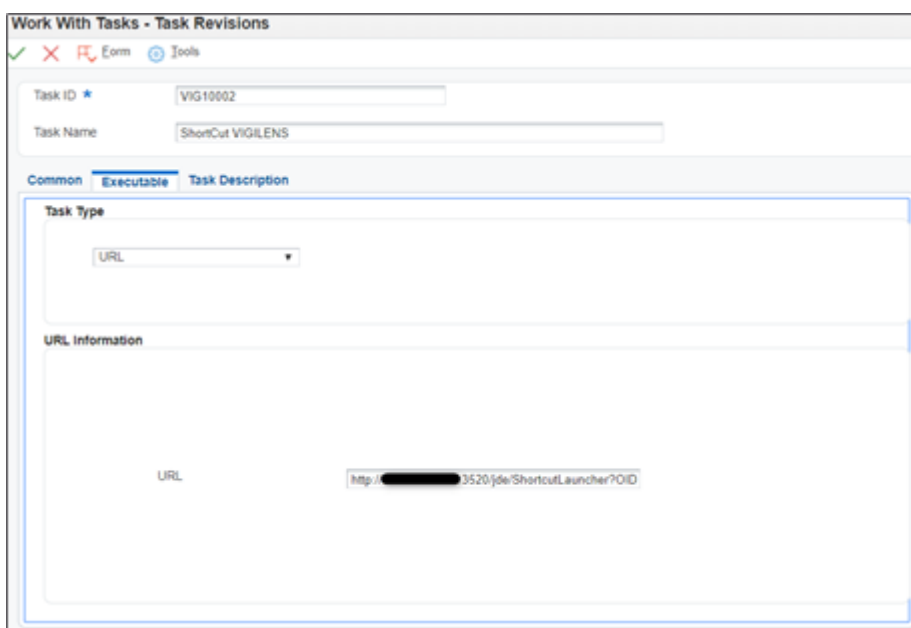 Work With Tasks - Task Revisions
Form Tools
Task ID * VIG10002
Task Name ShortCut VIGILENS
Common Executable Task Description
Task Type
URL
URL Information
URL http:/ 3520/jde/ShortcutLauncher?OID